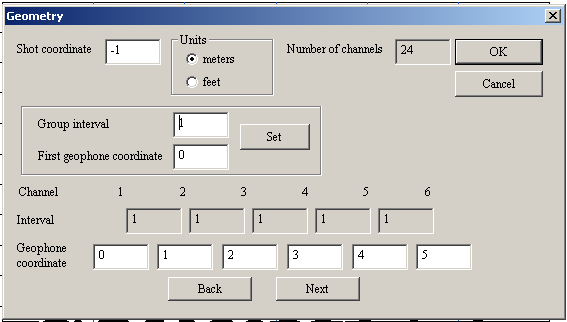 Geometry
Shot coordinate -1 Units Number of channels 24 OK
meters
feet Cancel
Group interval 1 Set
First geophone coordinate 0
Channel 1 2 3 4 5 6
Interval 1 1 1 1 1
Geophone
coordinate 0 1 2 3 4 5
Back Next